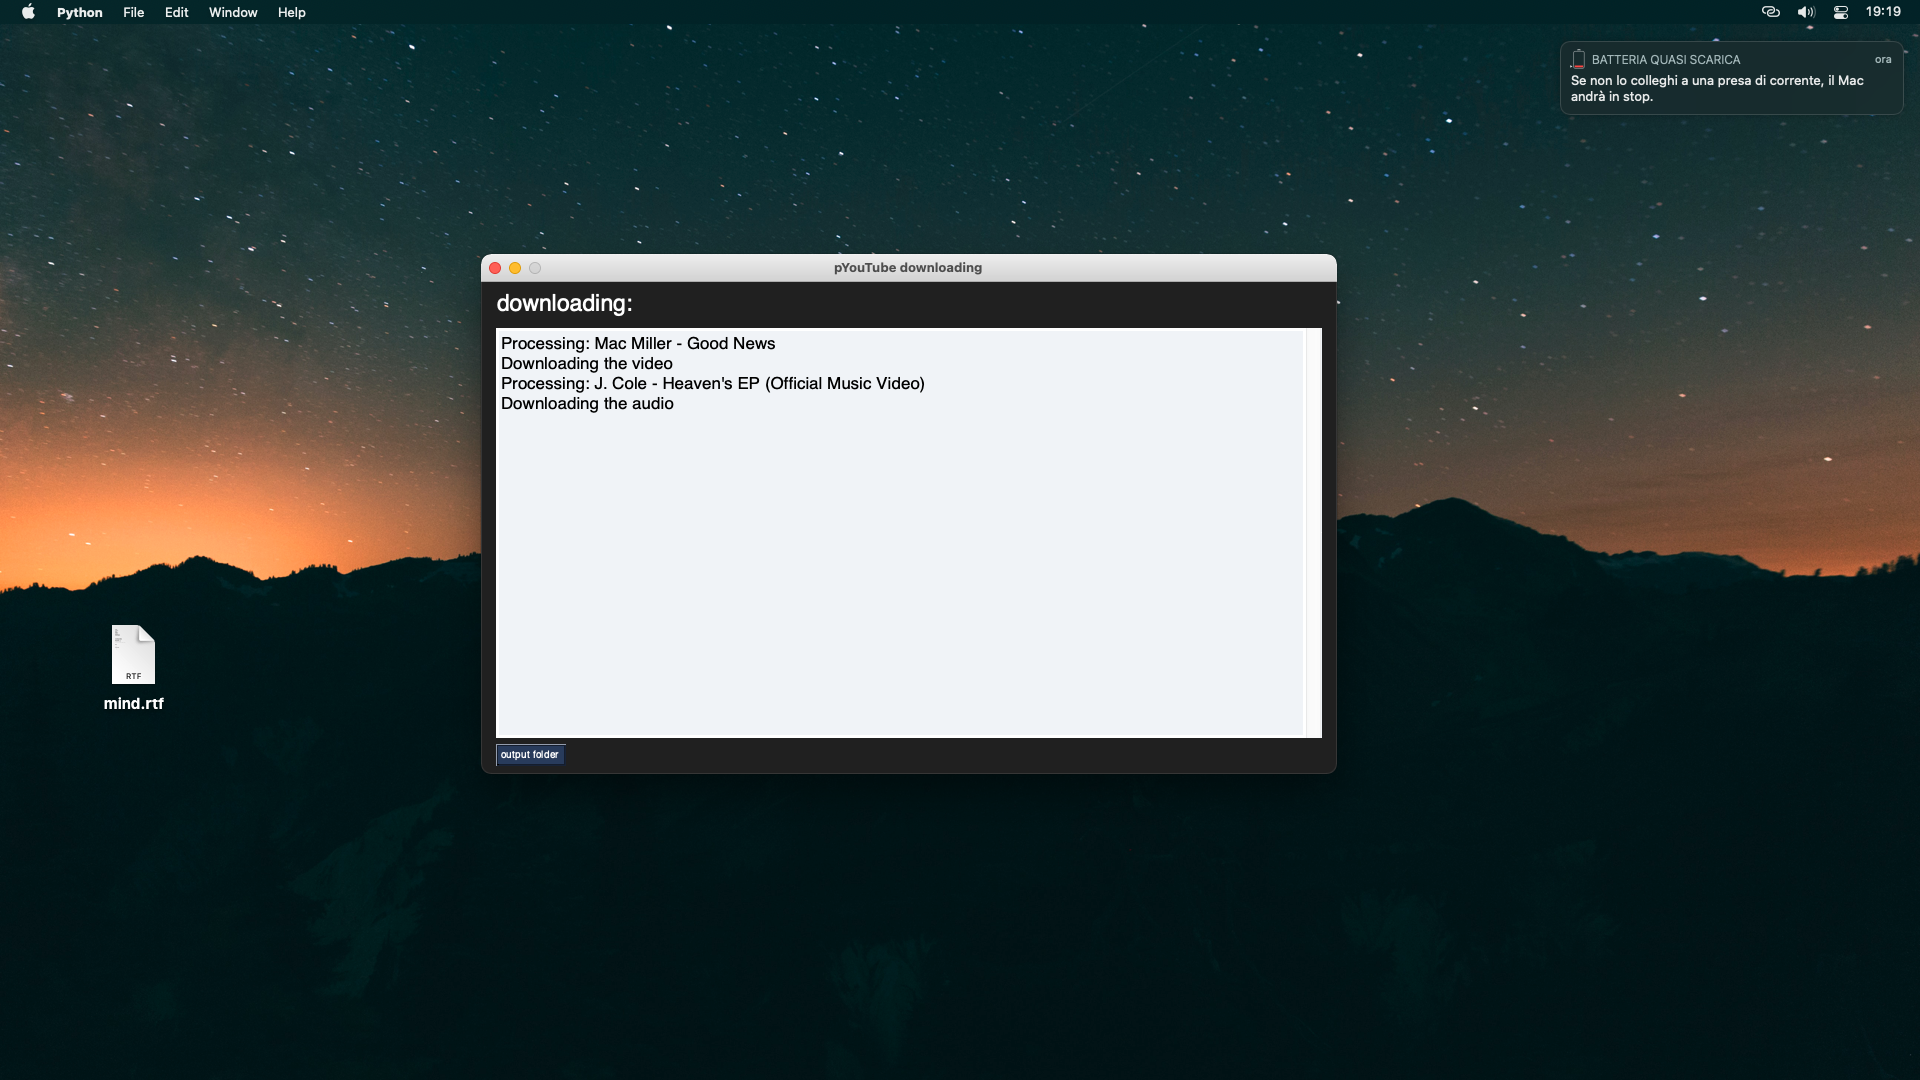 Python File Edit Window Help 19:19
BATTERIA QUASI SCARICA ora
Se non lo colleghi a una presa di corrente, il Mac
andrà in stop.
pYouTube downloading
downloading:
Processing: Mac Miller - Good News
Downloading the video
Processing: J. Cole - Heaven's EP (Official Music Video)
Downloading the audio
output folder
RTF
mind.rtf